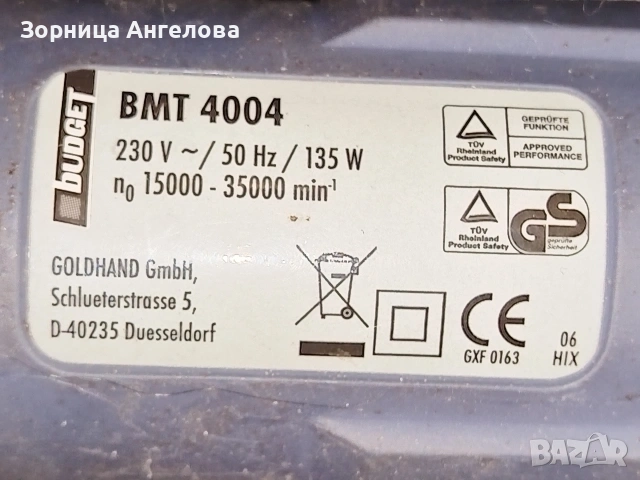 Зорница Ангелова
BUDGET
BMT 4004
230 V ~/ 50 Hz / 135 W
n0 15000 - 35000 min-1
GOLDHAND GmbH,
Schlueterstrasse 5,
D-40235 Duesseldorf
TÜV
Rheinland
Product Safety
GEPRÜFTE
FUNKTION
APPROVED
PERFORMANCE
TÜV
Rheinland
Product Safety
GS
geprüfte
Sicherheit
CE
GXF 0163
06
HIX
BAZAR